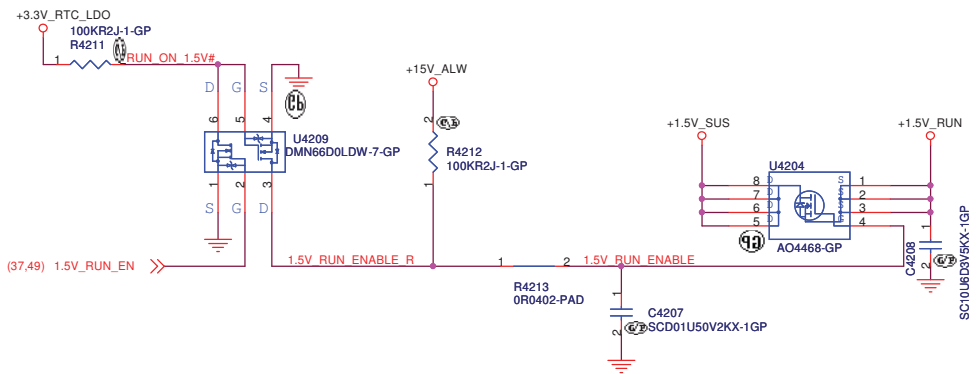 +3.3V_RTC_LDO
100KR2J-1-GP
R4211
1
RUN_ON_1.5V#
D G S
6 5 4
U4209
DMN66D0LDW-7-GP
1 2 3
S G D
(37,49) 1.5V_RUN_EN
+15V_ALW
2
R4212
100KR2J-1-GP
1
1.5V_RUN_ENABLE_R
1 2
R4213
0R0402-PAD
1.5V_RUN_ENABLE
1
C4207
SCD01U50V2KX-1GP
2
G/P
+1.5V_SUS
+1.5V_RUN
U4204
8 D S 1
7 D S 2
6 D S 3
5 D 4
AO4468-GP
1
C4208
2
G/P
SC10U6D3V5KX-1GP